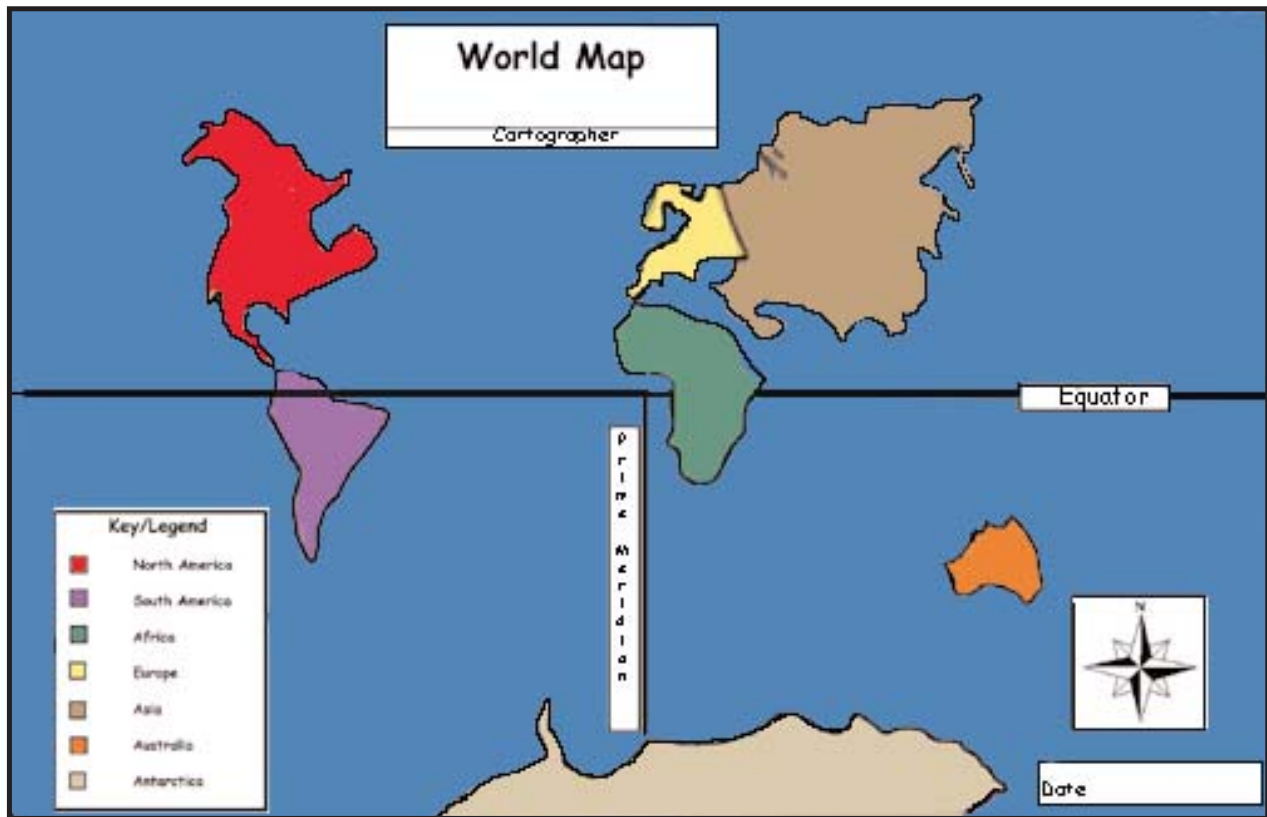 World Map
Cartographer
Equator
Prime Meridian
Key/Legend
North America
South America
Africa
Europe
Asia
Australia
Antarctica
N
Date